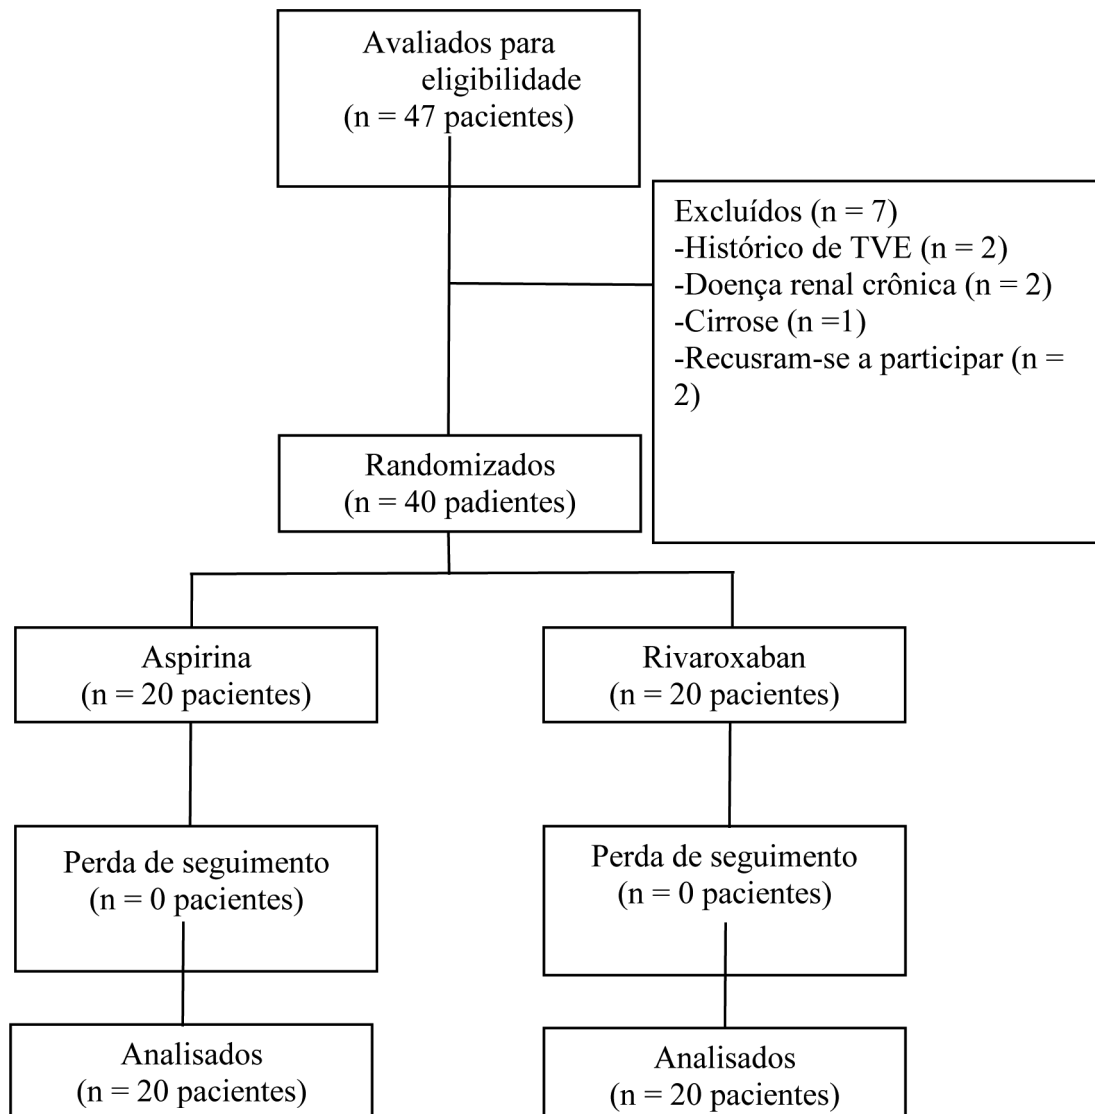 Avaliados para
eligibilidade
(n = 47 pacientes)
Excluídos (n = 7)
-Histórico de TVE (n = 2)
-Doença renal crônica (n = 2)
-Cirrose (n =1)
-Recusram-se a participar (n =
2)
Randomizados
(n = 40 padientes)
Aspirina
(n = 20 pacientes)
Rivaroxaban
(n = 20 pacientes)
Perda de seguimento
(n = 0 pacientes)
Perda de seguimento
(n = 0 pacientes)
Analisados
(n = 20 pacientes)
Analisados
(n = 20 pacientes)